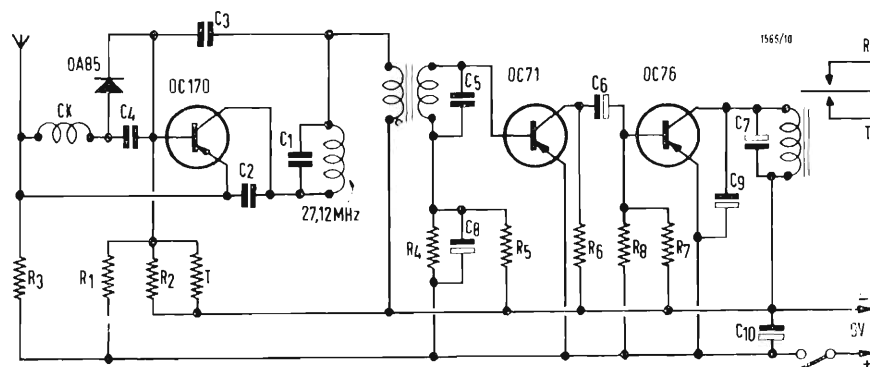 C3
1565/10
OA85
OC170
C5
OC71
C6
OC76
R
CK
C4
C1
C7
T
C2
C9
27,12MHz
R3
R1
R2
T
R4
C8
R5
R6
R8
R7
−
C10
6V
+